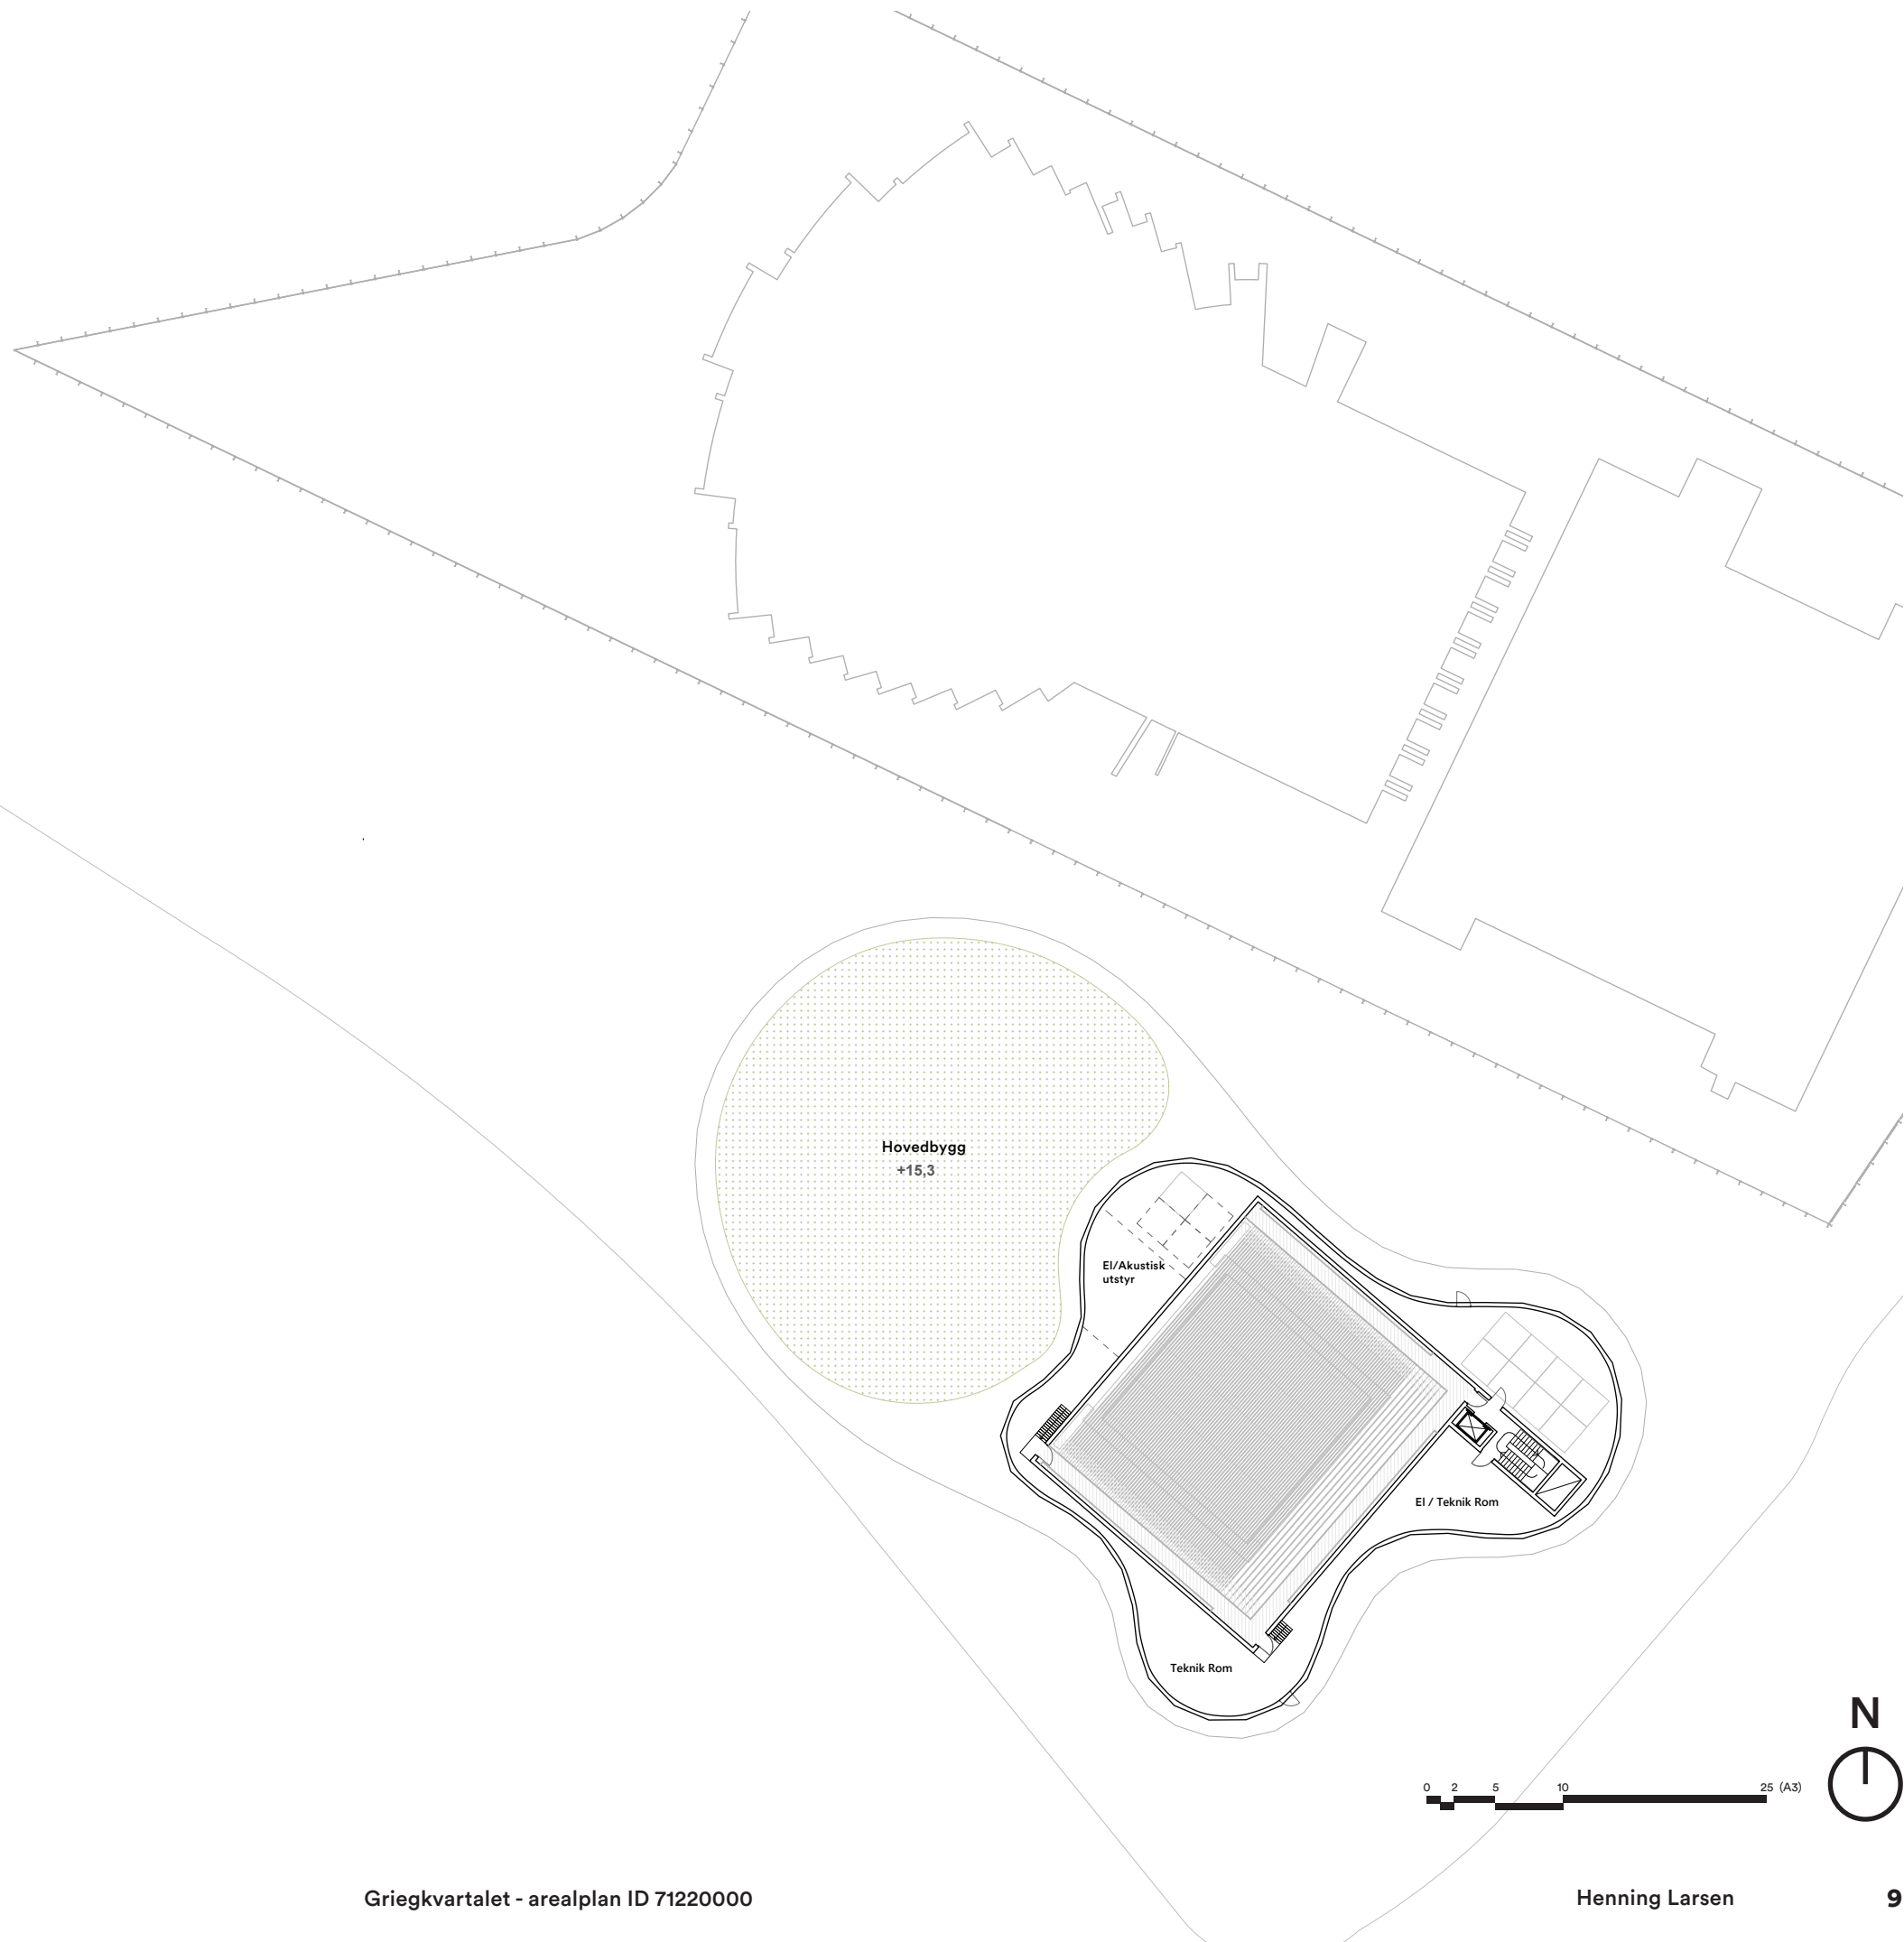 Hovedbygg
+15,3
El/Akustisk
utstyr
El / Teknik Rom
Teknik Rom
N
0 2 5 10 25 (A3)
Griegkvartalet - arealplan ID 71220000
Henning Larsen
9